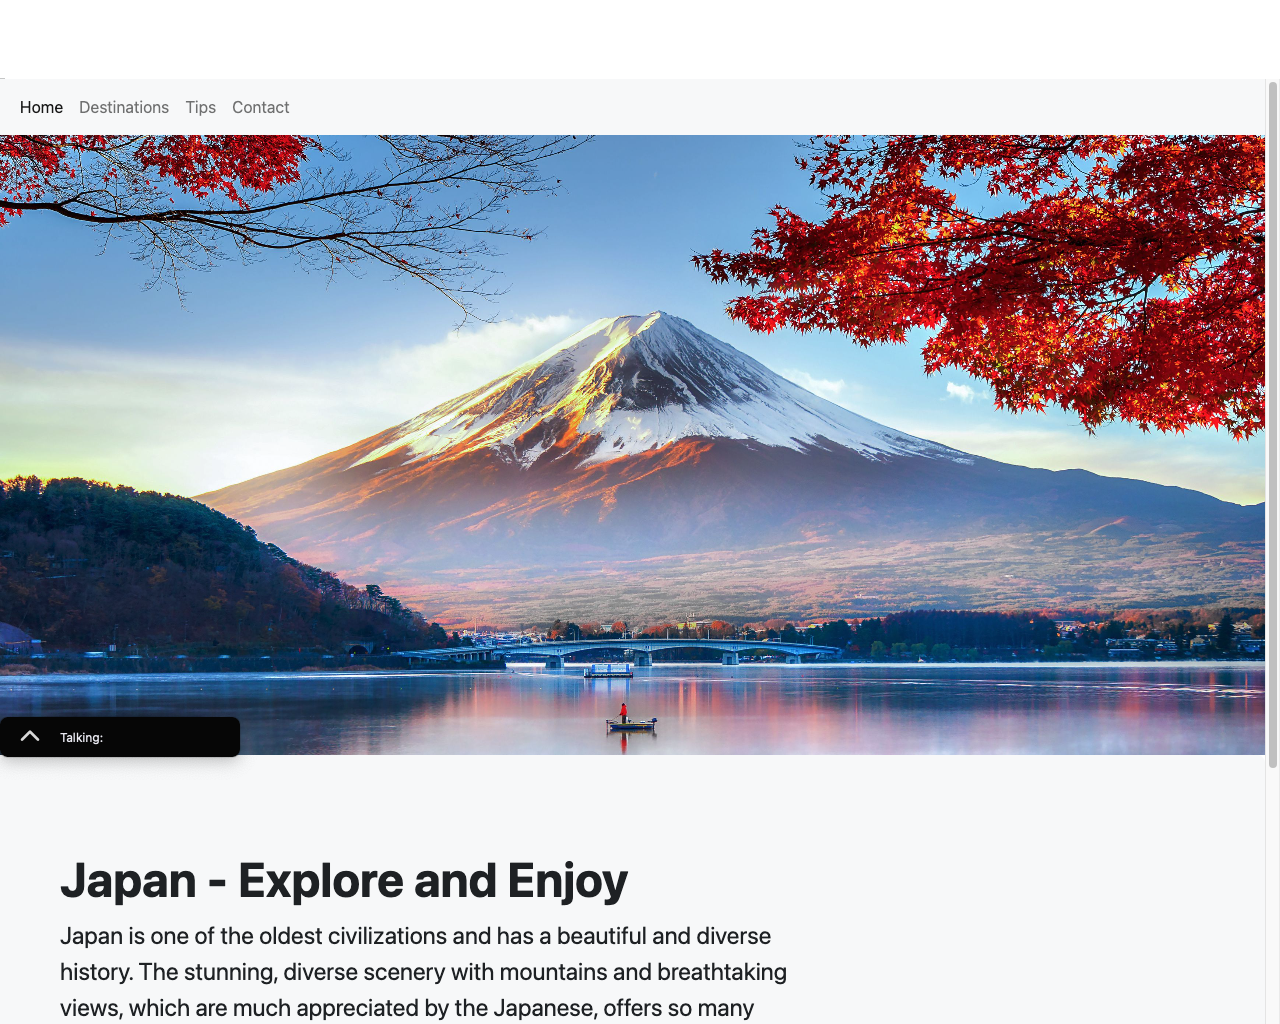 Home Destinations Tips Contact
Talking:
Japan - Explore and Enjoy
Japan is one of the oldest civilizations and has a beautiful and diverse
history. The stunning, diverse scenery with mountains and breathtaking
views, which are much appreciated by the Japanese, offers so many